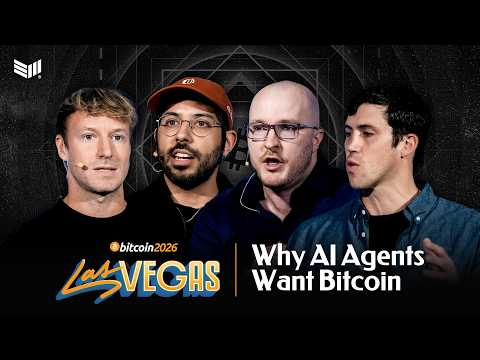 bitcoin2026
Las VEGAS
Why AI Agents
Want Bitcoin